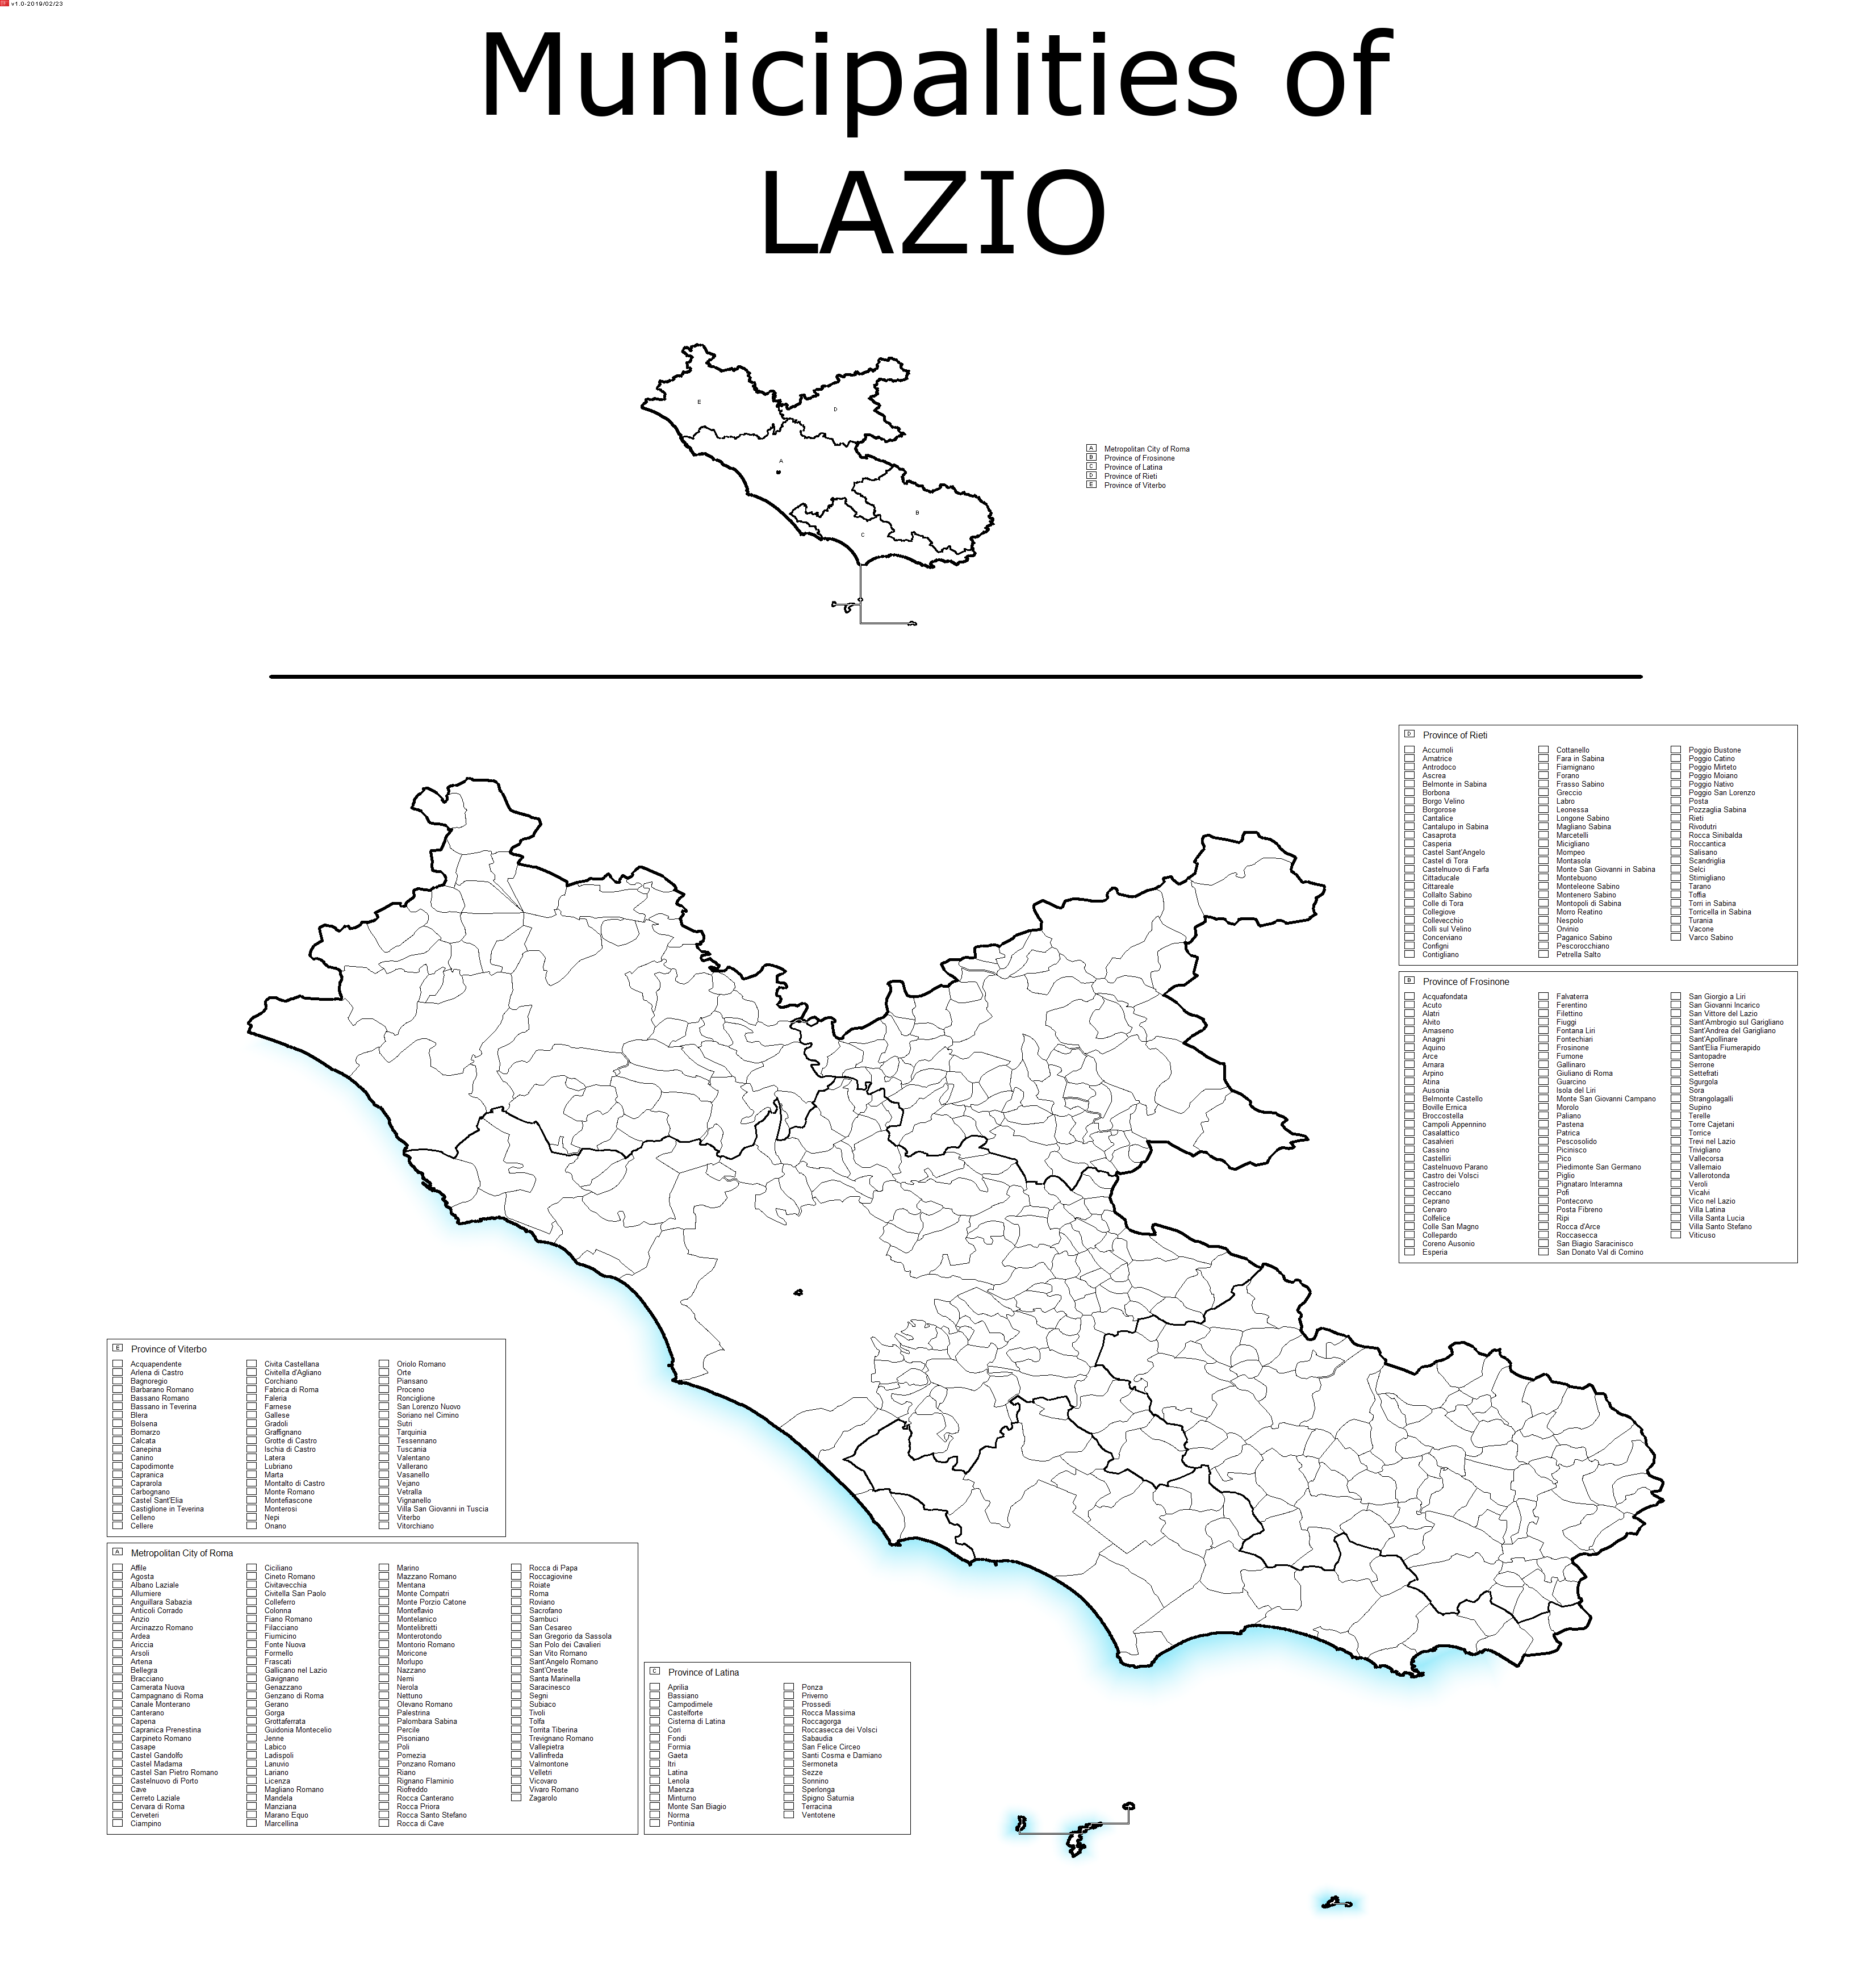 v1.0-2019/02/23
Municipalities of
LAZIO
E
D
A
B
C
A Metropolitan City of Roma
B Province of Frosinone
C Province of Latina
D Province of Rieti
E Province of Viterbo
D Province of Rieti
Accumoli
Amatrice
Antrodoco
Ascrea
Belmonte in Sabina
Borbona
Borgo Velino
Borgorose
Cantalice
Cantalupo in Sabina
Casaprota
Casperia
Castel Sant'Angelo
Castel di Tora
Castelnuovo di Farfa
Cittaducale
Cittareale
Collalto Sabino
Colle di Tora
Collegiove
Collevecchio
Colli sul Velino
Concerviano
Configni
Contigliano
Cottanello
Fara in Sabina
Fiamignano
Forano
Frasso Sabino
Greccio
Labro
Leonessa
Longone Sabino
Magliano Sabina
Marcetelli
Micigliano
Mompeo
Montasola
Monte San Giovanni in Sabina
Montebuono
Monteleone Sabino
Montenero Sabino
Montopoli di Sabina
Morro Reatino
Nespolo
Orvinio
Paganico Sabino
Pescorocchiano
Petrella Salto
Poggio Bustone
Poggio Catino
Poggio Mirteto
Poggio Moiano
Poggio Nativo
Poggio San Lorenzo
Posta
Pozzaglia Sabina
Rieti
Rivodutri
Rocca Sinibalda
Roccantica
Salisano
Scandriglia
Selci
Stimigliano
Tarano
Toffia
Torri in Sabina
Torricella in Sabina
Turania
Vacone
Varco Sabino
B Province of Frosinone
Acquafondata
Acuto
Alatri
Alvito
Amaseno
Anagni
Aquino
Arce
Arnara
Arpino
Atina
Ausonia
Belmonte Castello
Boville Ernica
Broccostella
Campoli Appennino
Casalattico
Casalvieri
Cassino
Castelliri
Castelnuovo Parano
Castro dei Volsci
Castrocielo
Ceccano
Ceprano
Cervaro
Colfelice
Colle San Magno
Collepardo
Coreno Ausonio
Esperia
Falvaterra
Ferentino
Filettino
Fiuggi
Fontana Liri
Fontechiari
Frosinone
Fumone
Gallinaro
Giuliano di Roma
Guarcino
Isola del Liri
Monte San Giovanni Campano
Morolo
Paliano
Pastena
Patrica
Pescosolido
Picinisco
Pico
Piedimonte San Germano
Piglio
Pignataro Interamna
Pofi
Pontecorvo
Posta Fibreno
Ripi
Rocca d'Arce
Roccasecca
San Biagio Saracinisco
San Donato Val di Comino
San Giorgio a Liri
San Giovanni Incarico
San Vittore del Lazio
Sant'Ambrogio sul Garigliano
Sant'Andrea del Garigliano
Sant'Apollinare
Sant'Elia Fiumerapido
Santopadre
Serrone
Settefrati
Sgurgola
Sora
Strangolagalli
Supino
Terelle
Torre Cajetani
Torrice
Trevi nel Lazio
Trivigliano
Vallecorsa
Vallemaio
Vallerotonda
Veroli
Vicalvi
Vico nel Lazio
Villa Latina
Villa Santa Lucia
Villa Santo Stefano
Viticuso
E Province of Viterbo
Acquapendente
Arlena di Castro
Bagnoregio
Barbarano Romano
Bassano Romano
Bassano in Teverina
Blera
Bolsena
Bomarzo
Calcata
Canepina
Canino
Capodimonte
Capranica
Caprarola
Carbognano
Castel Sant'Elia
Castiglione in Teverina
Celleno
Cellere
Civita Castellana
Civitella d'Agliano
Corchiano
Fabrica di Roma
Faleria
Farnese
Gallese
Gradoli
Graffignano
Grotte di Castro
Ischia di Castro
Latera
Lubriano
Marta
Montalto di Castro
Monte Romano
Montefiascone
Monterosi
Nepi
Onano
Oriolo Romano
Orte
Piansano
Proceno
Ronciglione
San Lorenzo Nuovo
Soriano nel Cimino
Sutri
Tarquinia
Tessennano
Tuscania
Valentano
Vallerano
Vasanello
Vejano
Vetralla
Vignanello
Villa San Giovanni in Tuscia
Viterbo
Vitorchiano
A Metropolitan City of Roma
Affile
Agosta
Albano Laziale
Allumiere
Anguillara Sabazia
Anticoli Corrado
Anzio
Arcinazzo Romano
Ardea
Ariccia
Arsoli
Artena
Bellegra
Bracciano
Camerata Nuova
Campagnano di Roma
Canale Monterano
Canterano
Capena
Capranica Prenestina
Carpineto Romano
Casape
Castel Gandolfo
Castel Madama
Castel San Pietro Romano
Castelnuovo di Porto
Cave
Cerreto Laziale
Cervara di Roma
Cerveteri
Ciampino
Ciciliano
Cineto Romano
Civitavecchia
Civitella San Paolo
Colleferro
Colonna
Fiano Romano
Filacciano
Fiumicino
Fonte Nuova
Formello
Frascati
Gallicano nel Lazio
Gavignano
Genazzano
Genzano di Roma
Gerano
Gorga
Grottaferrata
Guidonia Montecelio
Jenne
Labico
Ladispoli
Lanuvio
Lariano
Licenza
Magliano Romano
Mandela
Manziana
Marano Equo
Marcellina
Marino
Mazzano Romano
Mentana
Monte Compatri
Monte Porzio Catone
Monteflavio
Montelanico
Montelibretti
Monterotondo
Montorio Romano
Moricone
Morlupo
Nazzano
Nemi
Nerola
Nettuno
Olevano Romano
Palestrina
Palombara Sabina
Percile
Pisoniano
Poli
Pomezia
Ponzano Romano
Riano
Rignano Flaminio
Riofreddo
Rocca Canterano
Rocca Priora
Rocca Santo Stefano
Rocca di Cave
Rocca di Papa
Roccagiovine
Roiate
Roma
Roviano
Sacrofano
Sambuci
San Cesareo
San Gregorio da Sassola
San Polo dei Cavalieri
San Vito Romano
Sant'Angelo Romano
Sant'Oreste
Santa Marinella
Saracinesco
Segni
Subiaco
Tivoli
Tolfa
Torrita Tiberina
Trevignano Romano
Vallepietra
Vallinfreda
Valmontone
Velletri
Vicovaro
Vivaro Romano
Zagarolo
C Province of Latina
Aprilia
Bassiano
Campodimele
Castelforte
Cisterna di Latina
Cori
Fondi
Formia
Gaeta
Itri
Latina
Lenola
Maenza
Minturno
Monte San Biagio
Norma
Pontinia
Ponza
Priverno
Prossedi
Rocca Massima
Roccagorga
Roccasecca dei Volsci
Sabaudia
San Felice Circeo
Santi Cosma e Damiano
Sermoneta
Sezze
Sonnino
Sperlonga
Spigno Saturnia
Terracina
Ventotene